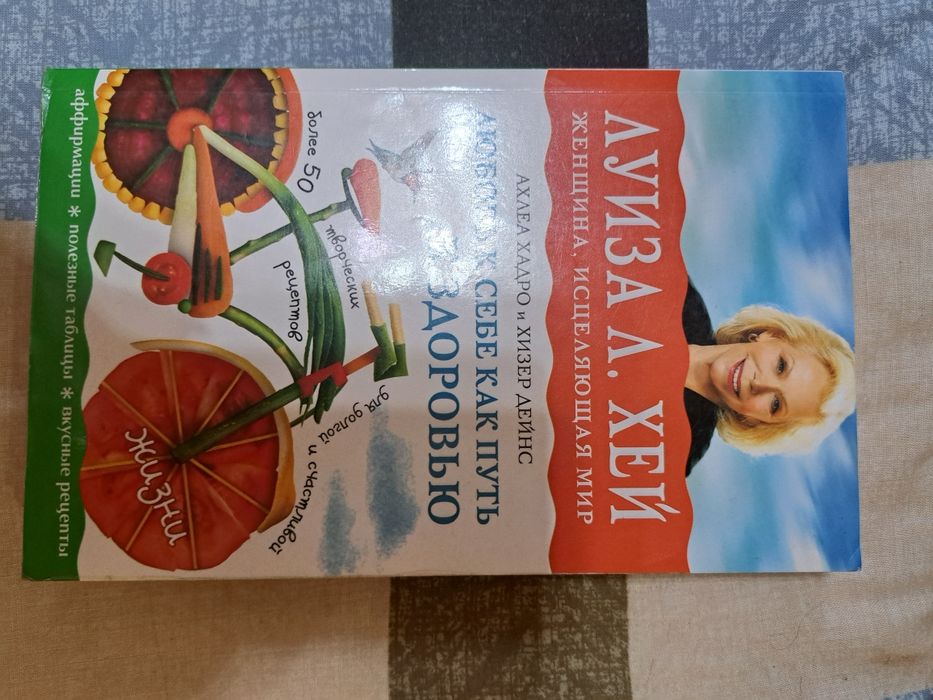 ЛУИЗА Л. ХЕЙ
ЖЕНЩИНА, ИСЦЕЛЯЮЩАЯ МИР
АХЛЕА ХАДРО и ХИЗЕР ДЕЙНС
ЛЮБОВЬ К СЕБЕ КАК ПУТЬ
К ЗДОРОВЬЮ
более 50
творческих
рецептов
для долгой и счастливой
жизни
аффирмации * полезные таблицы * вкусные рецепты